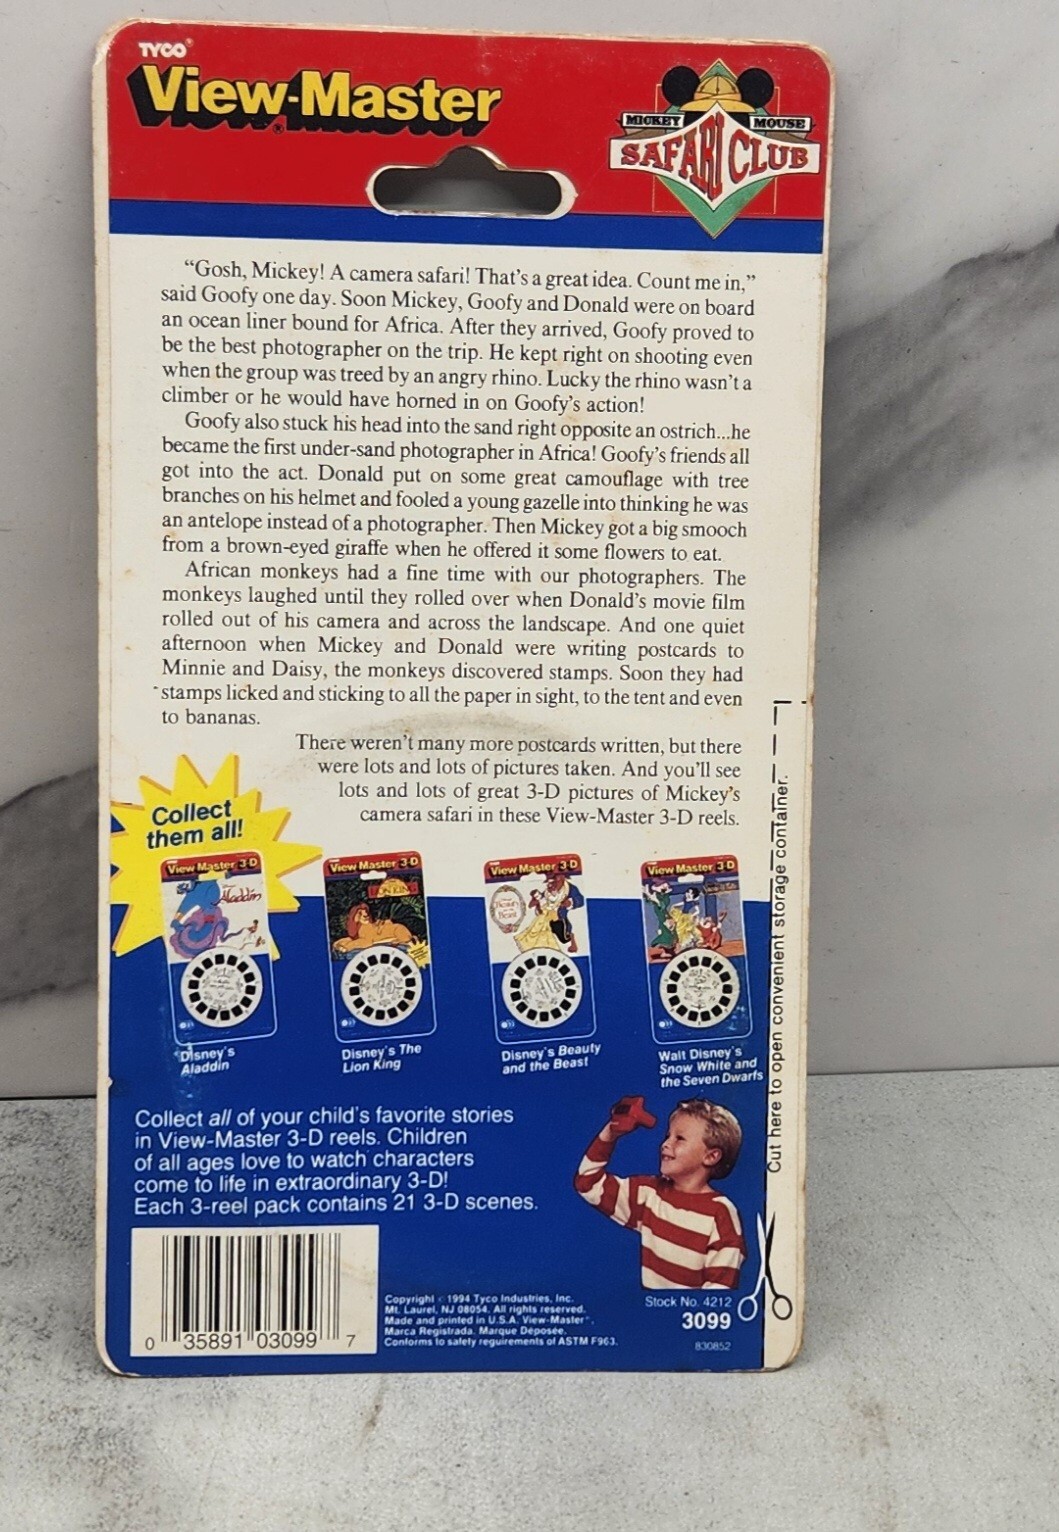 TYCO®
View-Master®
MICKEY MOUSE
SAFARI CLUB
“Gosh, Mickey! A camera safari! That’s a great idea. Count me in,”
said Goofy one day. Soon Mickey, Goofy and Donald were on board
an ocean liner bound for Africa. After they arrived, Goofy proved to
be the best photographer on the trip. He kept right on shooting even
when the group was treed by an angry rhino. Lucky the rhino wasn’t a
climber or he would have horned in on Goofy’s action!
Goofy also stuck his head into the sand right opposite an ostrich...he
became the first under-sand photographer in Africa! Goofy’s friends all
got into the act. Donald put on some great camouflage with tree
branches on his helmet and fooled a young gazelle into thinking he was
an antelope instead of a photographer. Then Mickey got a big smooch
from a brown-eyed giraffe when he offered it some flowers to eat.
African monkeys had a fine time with our photographers. The
monkeys laughed until they rolled over when Donald’s movie film
rolled out of his camera and across the landscape. And one quiet
afternoon when Mickey and Donald were writing postcards to
Minnie and Daisy, the monkeys discovered stamps. Soon they had
stamps licked and sticking to all the paper in sight, to the tent and even
to bananas.
There weren’t many more postcards written, but there
were lots and lots of pictures taken. And you’ll see
lots and lots of great 3-D pictures of Mickey’s
camera safari in these View-Master 3-D reels.
Collect
them all!
View Master 3-D
Aladdin
View Master 3-D
LION KING
View Master 3-D
Beauty and the Beast
View Master 3-D
Disney's
Aladdin
Disney's The
Lion King
Disney's Beauty
and the Beast
Walt Disney's
Snow White and
the Seven Dwarfs
Cut here to open convenient storage container.
Collect all of your child's favorite stories
in View-Master 3-D reels. Children
of all ages love to watch characters
come to life in extraordinary 3-D!
Each 3-reel pack contains 21 3-D scenes.
0 35891 03099 7
Copyright © 1994 Tyco Industries, Inc.
Mt. Laurel, NJ 08054. All rights reserved.
Made and printed in U.S.A. View-Master®,
Marca Registrada. Marque Déposée.
Conforms to safety requirements of ASTM F963.
Stock No. 4212
3099
830852